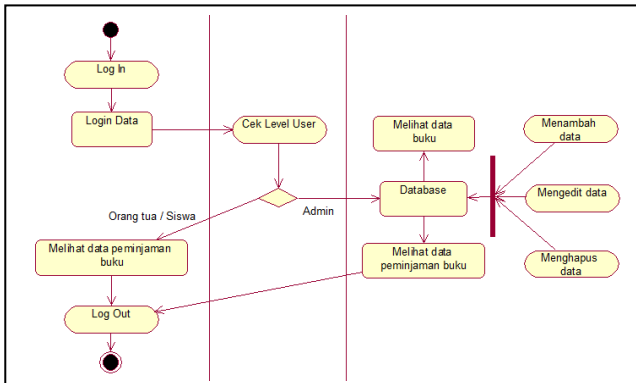 Log In
Login Data
Cek Level User
Melihat data
buku
Menambah
data
Database
Mengedit data
Admin
Orang tua / Siswa
Melihat data peminjaman
buku
Melihat data
peminjaman buku
Menghapus
data
Log Out